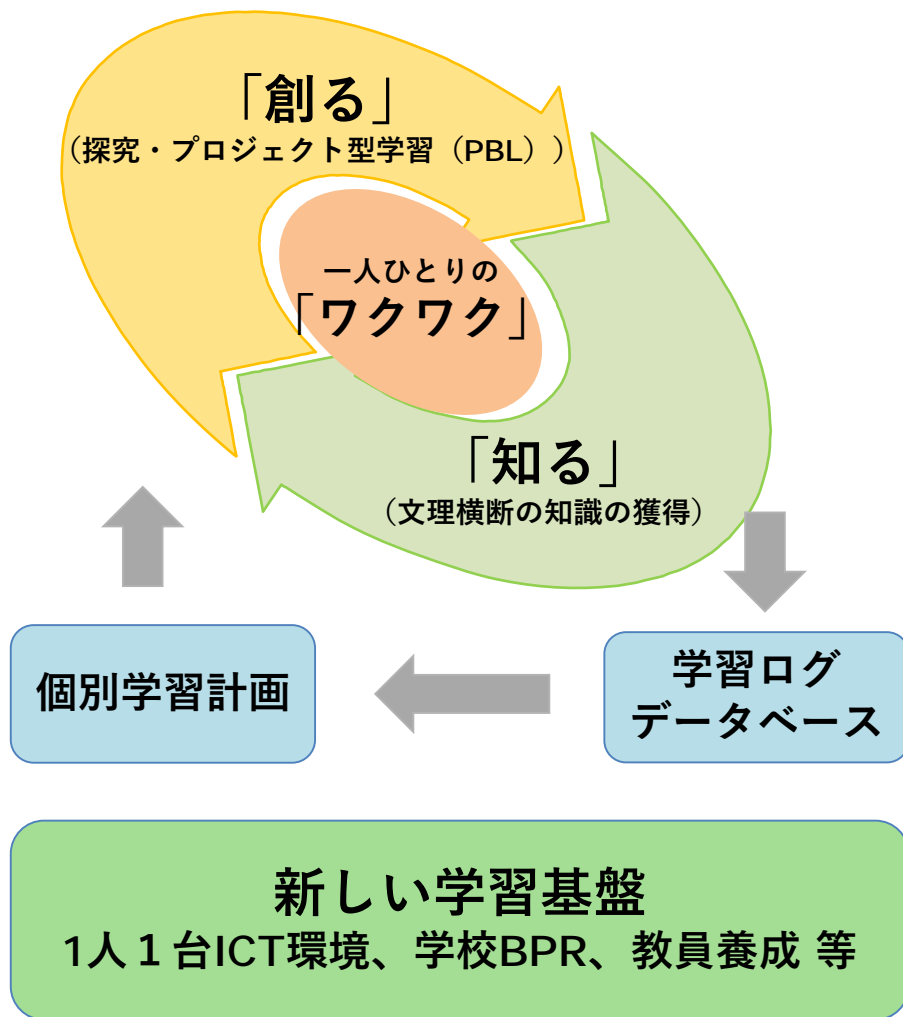 「創る」
（探究・プロジェクト型学習（PBL））
一人ひとりの
「ワクワク」
「知る」
（文理横断の知識の獲得）
個別学習計画
学習ログ
データベース
新しい学習基盤
1人１台ICT環境、学校BPR、教員養成 等